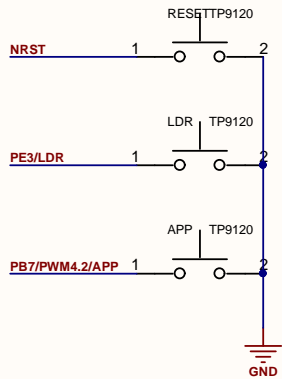 RESETTP9120
NRST 1 2
LDR TP9120
PE3/LDR 1 2
APP TP9120
PB7/PWM4.2/APP 1 2
GND